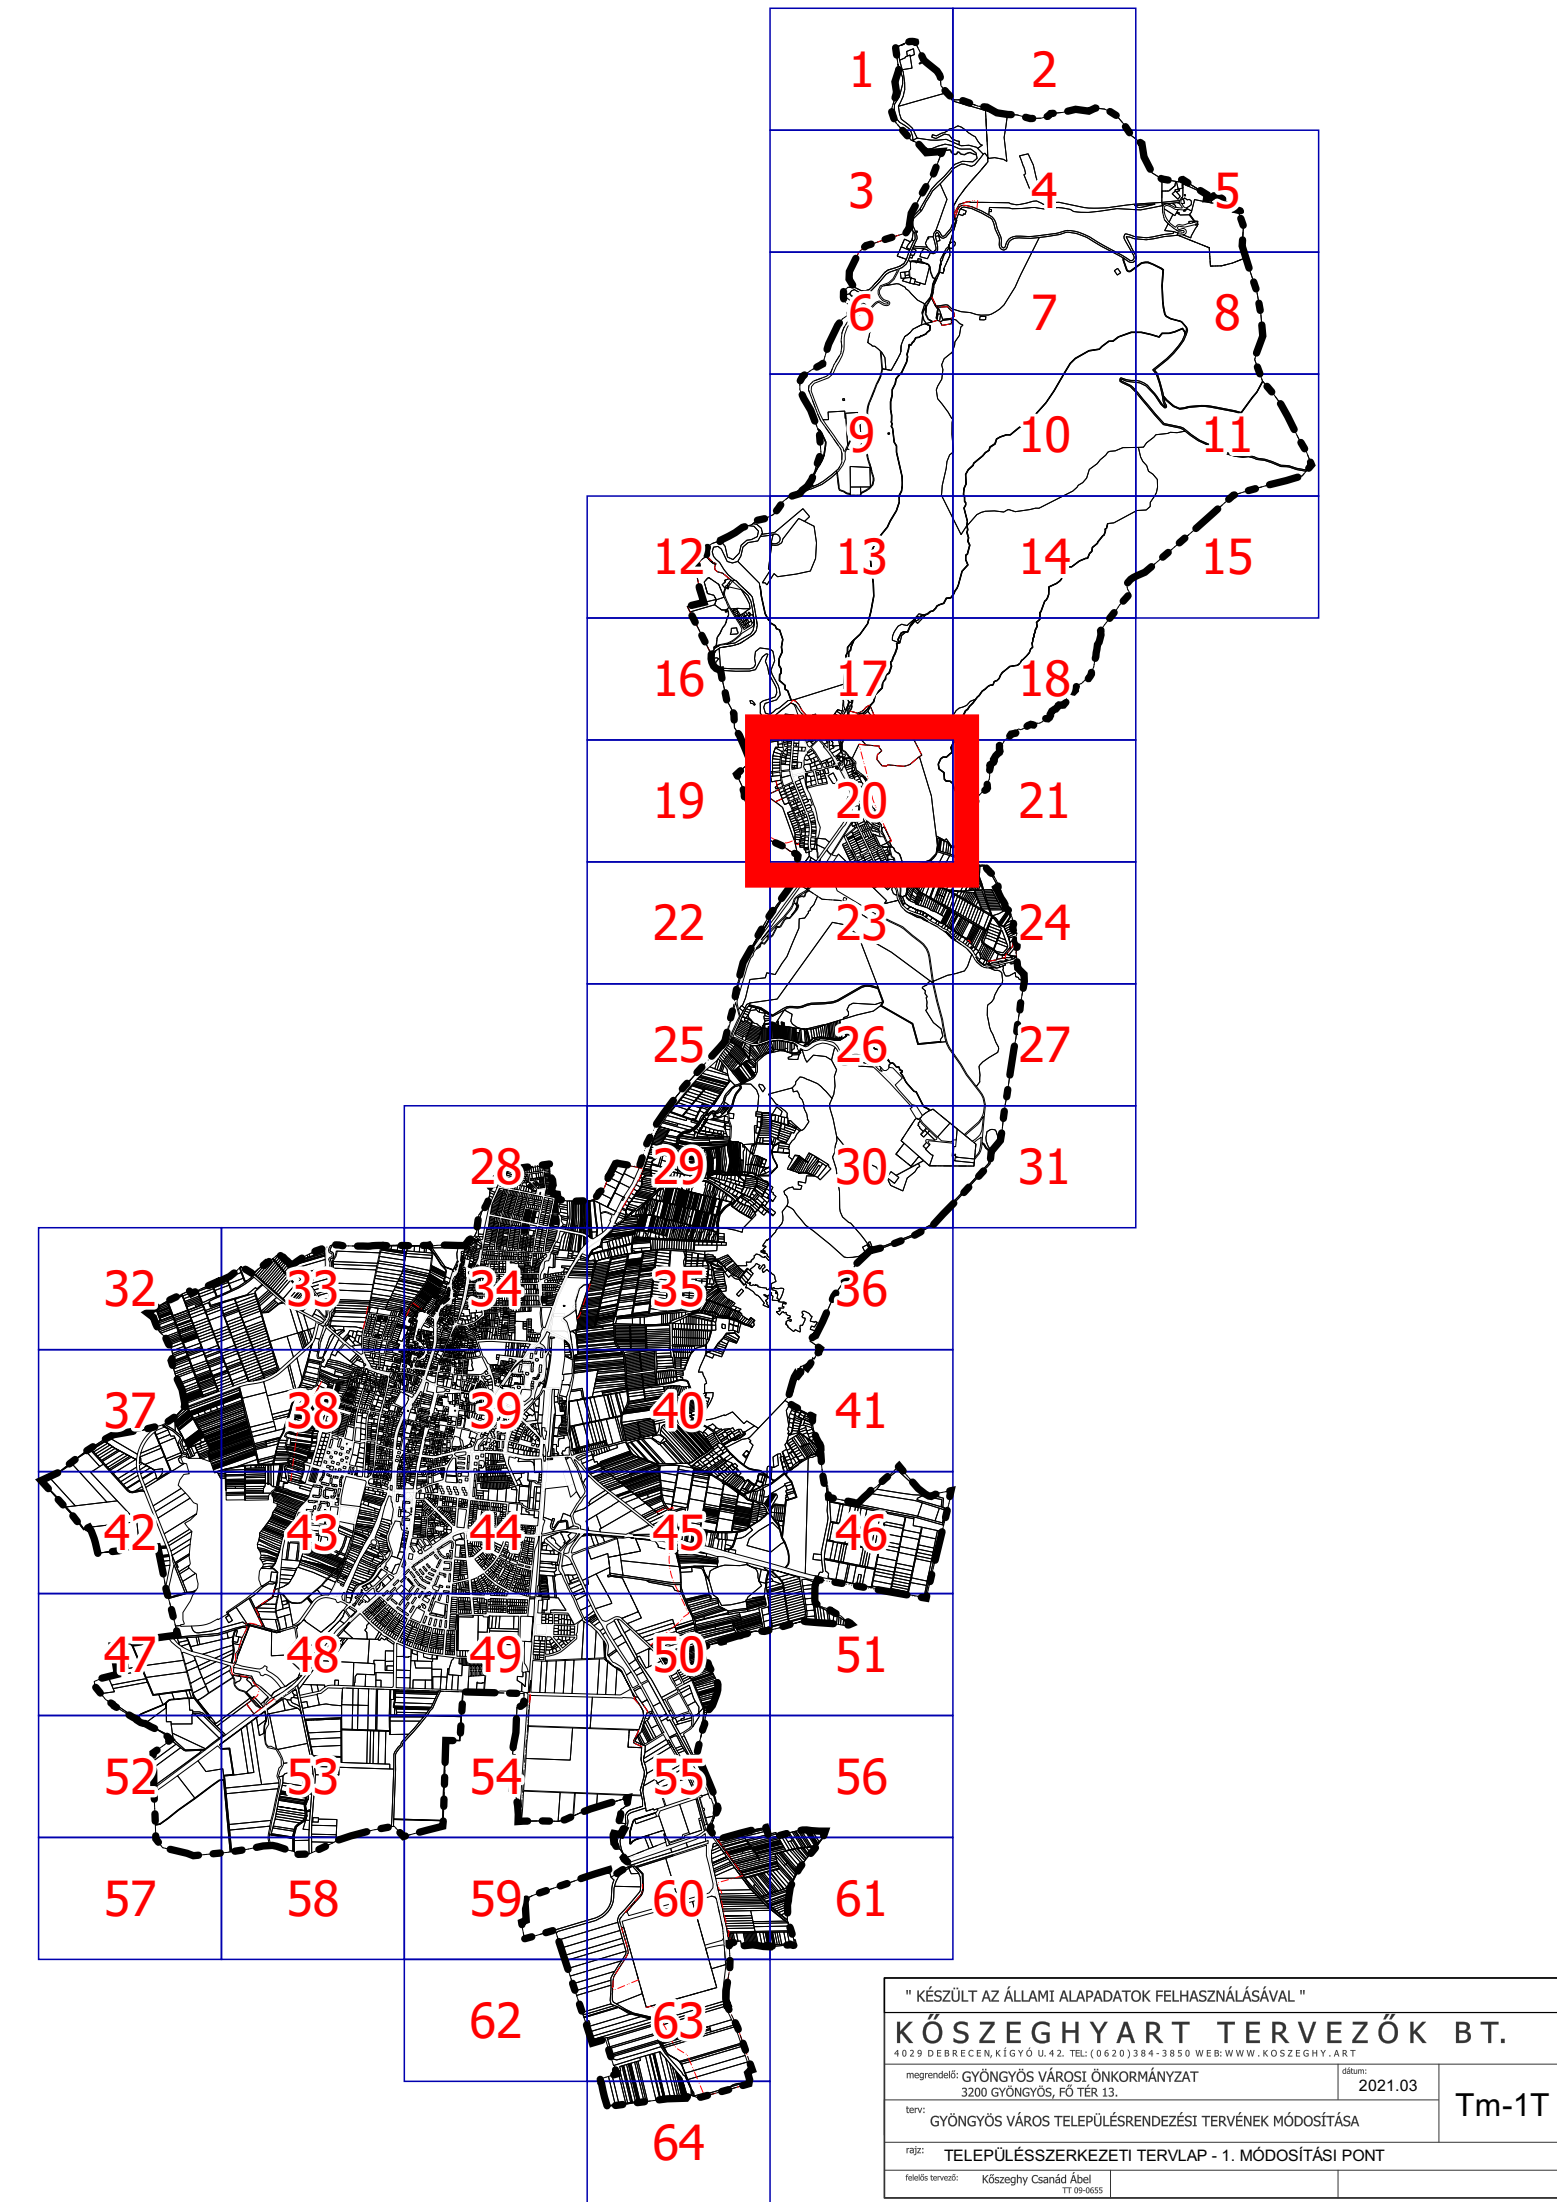 1 2
3 4 5
6 7 8
9 10 11
12 13 14 15
16 17 18
19 20 21
22 23 24
25 26 27
28 29 30 31
32 33 34 35 36
37 38 39 40 41
42 43 44 45 46
47 48 49 50 51
52 53 54 55 56
57 58 59 60 61
62 63
64
" KÉSZÜLT AZ ÁLLAMI ALAPADATOK FELHASZNÁLÁSÁVAL "
KŐSZEGHYART TERVEZŐK BT.
4029 DEBRECEN, KÍGYÓ U. 42. TEL: (0620)384-3850 WEB: WWW.KOSZEGHY.ART
megrendelő: GYÖNGYÖS VÁROSI ÖNKORMÁNYZAT
3200 GYÖNGYÖS, FŐ TÉR 13.
dátum:
2021.03
Tm-1T
terv: GYÖNGYÖS VÁROS TELEPÜLÉSRENDEZÉSI TERVÉNEK MÓDOSÍTÁSA
rajz: TELEPÜLÉSSZERKEZETI TERVLAP - 1. MÓDOSÍTÁSI PONT
felelős tervező: Kőszeghy Csanád Ábel
TT 09-0655